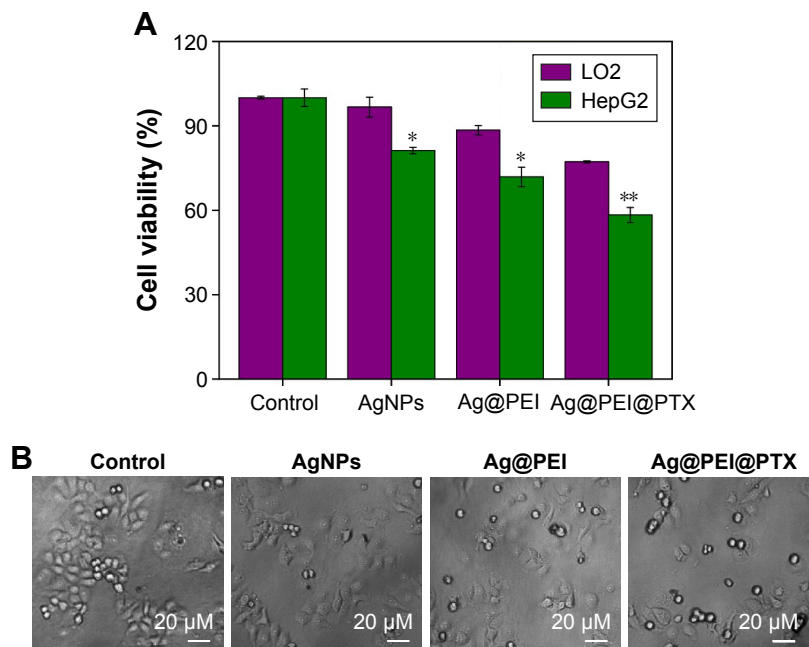 A
120
90
60
30
0
Cell viability (%)
LO2
HepG2
*
*
**
Control
AgNPs
Ag@PEI
Ag@PEI@PTX
B
Control
AgNPs
Ag@PEI
Ag@PEI@PTX
20 µM
20 µM
20 µM
20 µM